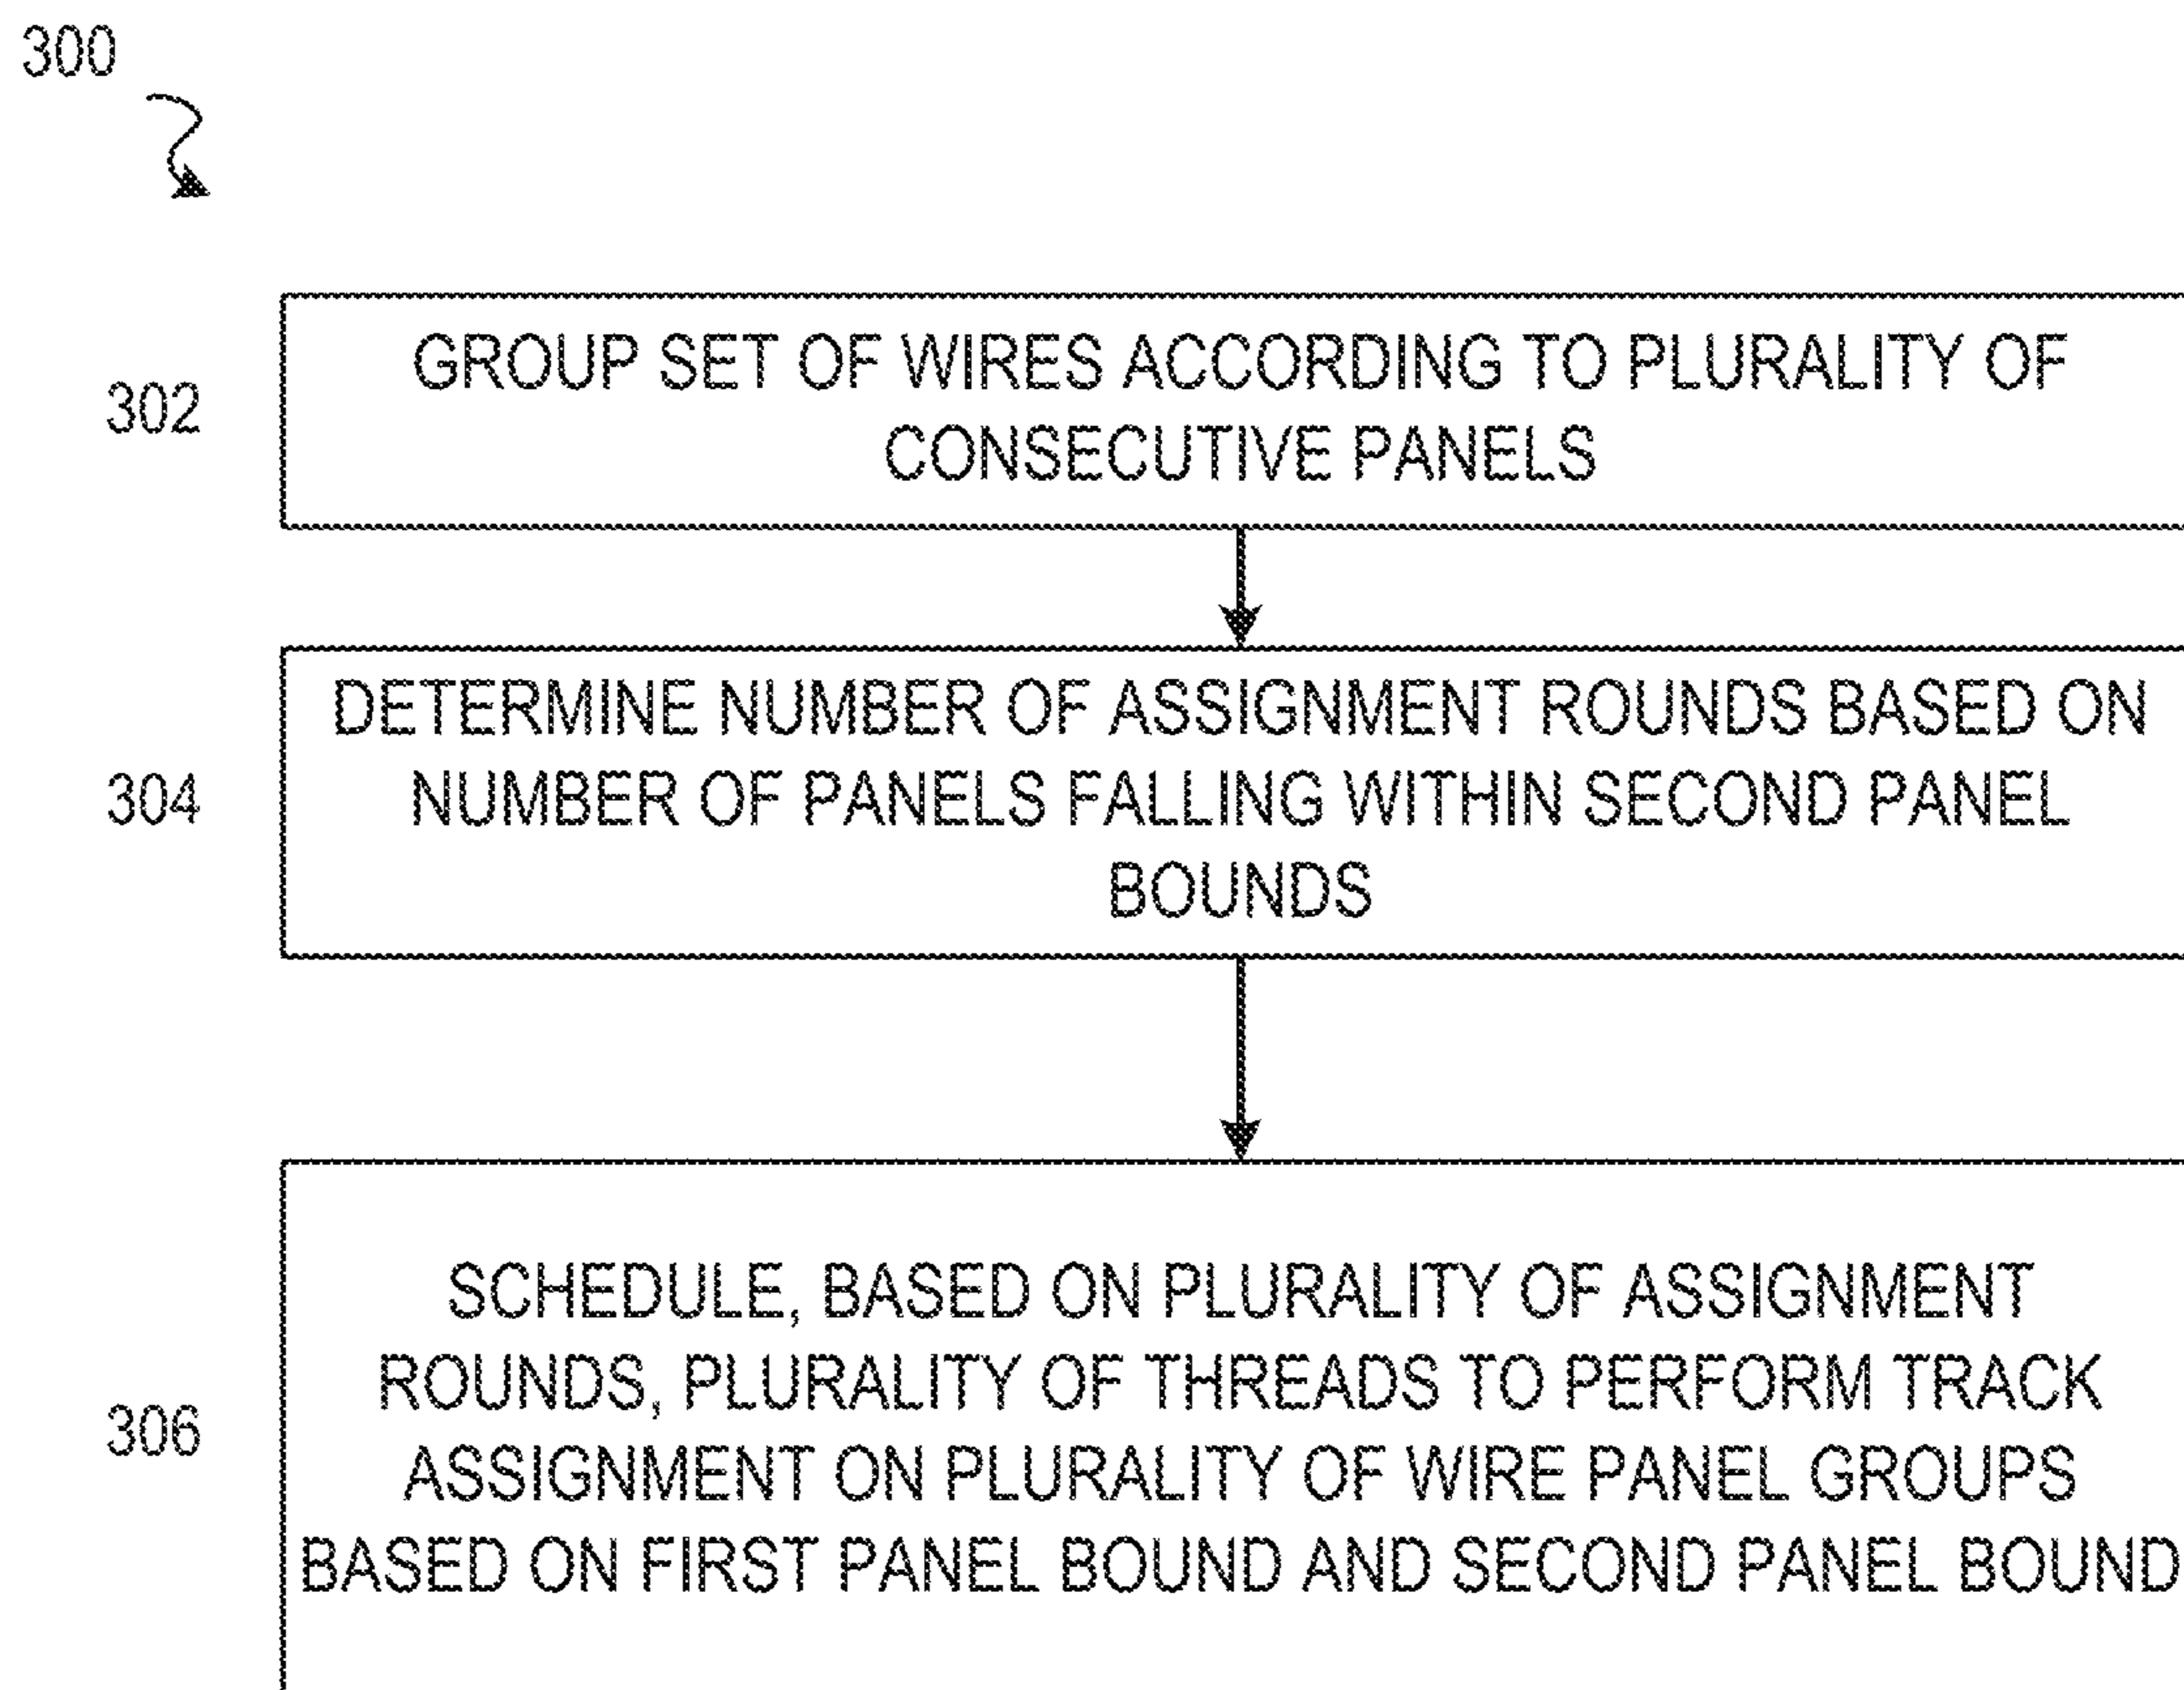 300
302
GROUP SET OF WIRES ACCORDING TO PLURALITY OF
CONSECUTIVE PANELS
304
DETERMINE NUMBER OF ASSIGNMENT ROUNDS BASED ON
NUMBER OF PANELS FALLING WITHIN SECOND PANEL
BOUNDS
306
SCHEDULE, BASED ON PLURALITY OF ASSIGNMENT
ROUNDS, PLURALITY OF THREADS TO PERFORM TRACK
ASSIGNMENT ON PLURALITY OF WIRE PANEL GROUPS
BASED ON FIRST PANEL BOUND AND SECOND PANEL BOUND